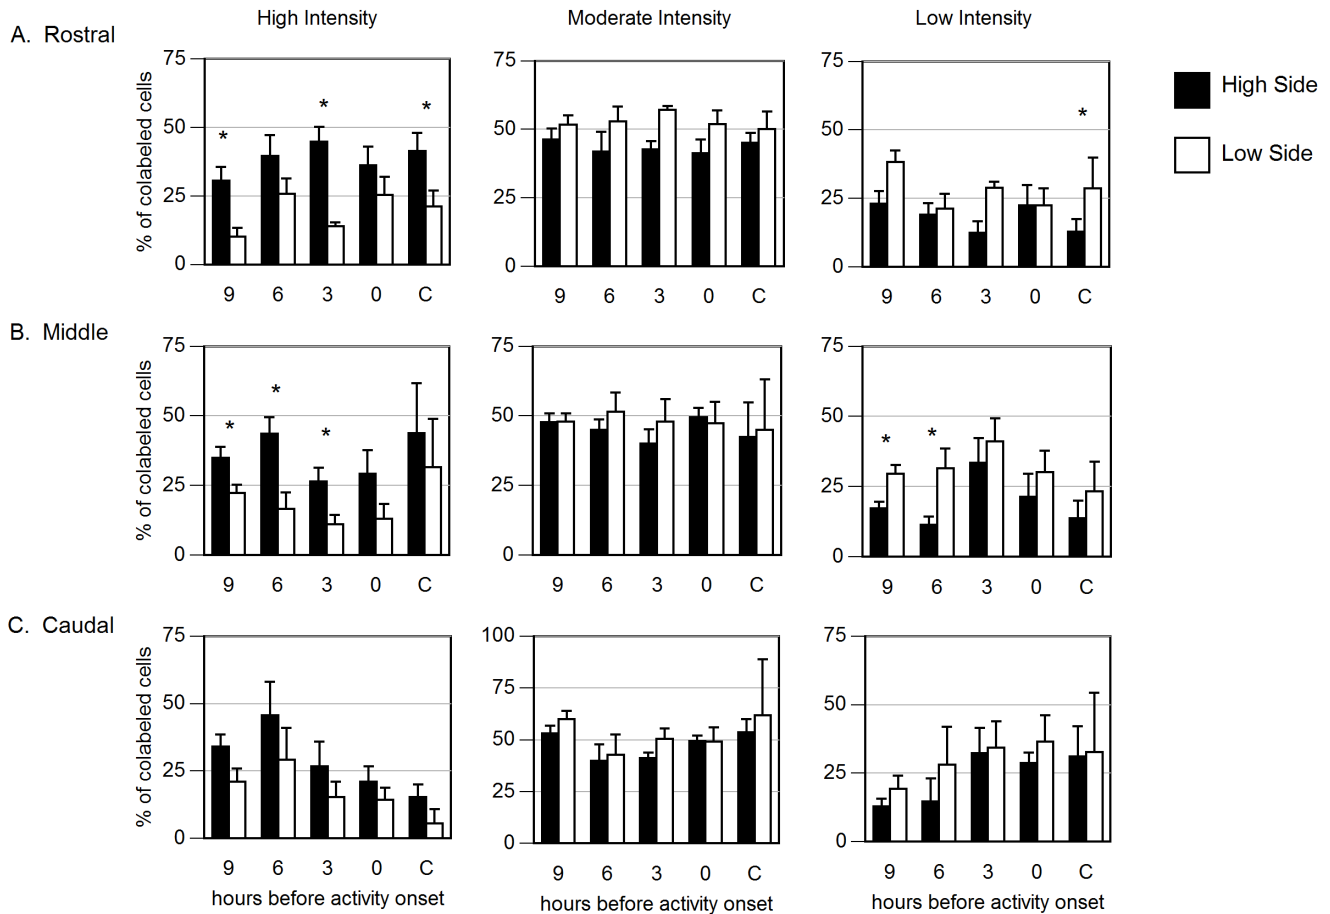 High Intensity
Moderate Intensity
Low Intensity
A. Rostral
% of colabeled cells
75
50
25
0
* * *
9 6 3 0 C
75
50
25
0
9 6 3 0 C
75
50
25
0
*
9 6 3 0 C
High Side
Low Side
B. Middle
% of colabeled cells
75
50
25
0
* * *
9 6 3 0 C
75
50
25
0
9 6 3 0 C
75
50
25
0
* *
9 6 3 0 C
C. Caudal
% of colabeled cells
75
50
25
0
9 6 3 0 C
hours before activity onset
100
75
50
25
0
9 6 3 0 C
hours before activity onset
75
50
25
0
9 6 3 0 C
hours before activity onset